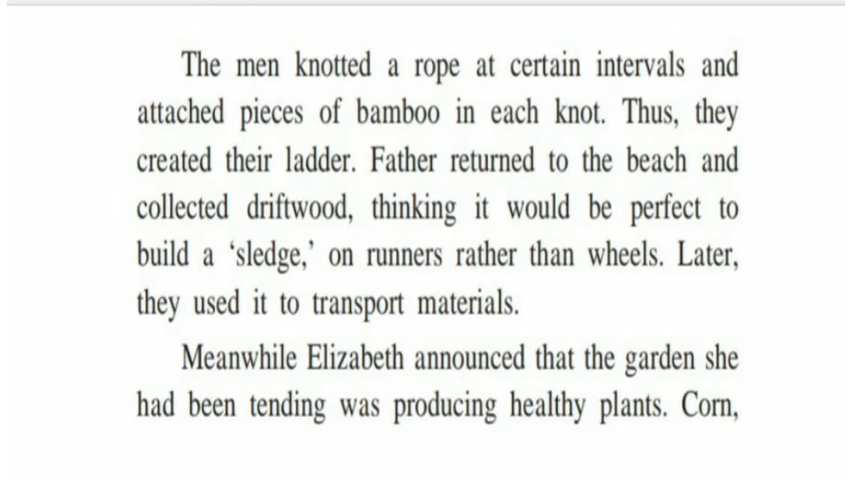 The men knotted a rope at certain intervals and
attached pieces of bamboo in each knot. Thus, they
created their ladder. Father returned to the beach and
collected driftwood, thinking it would be perfect to
build a ‘sledge,’ on runners rather than wheels. Later,
they used it to transport materials.
Meanwhile Elizabeth announced that the garden she
had been tending was producing healthy plants. Corn,